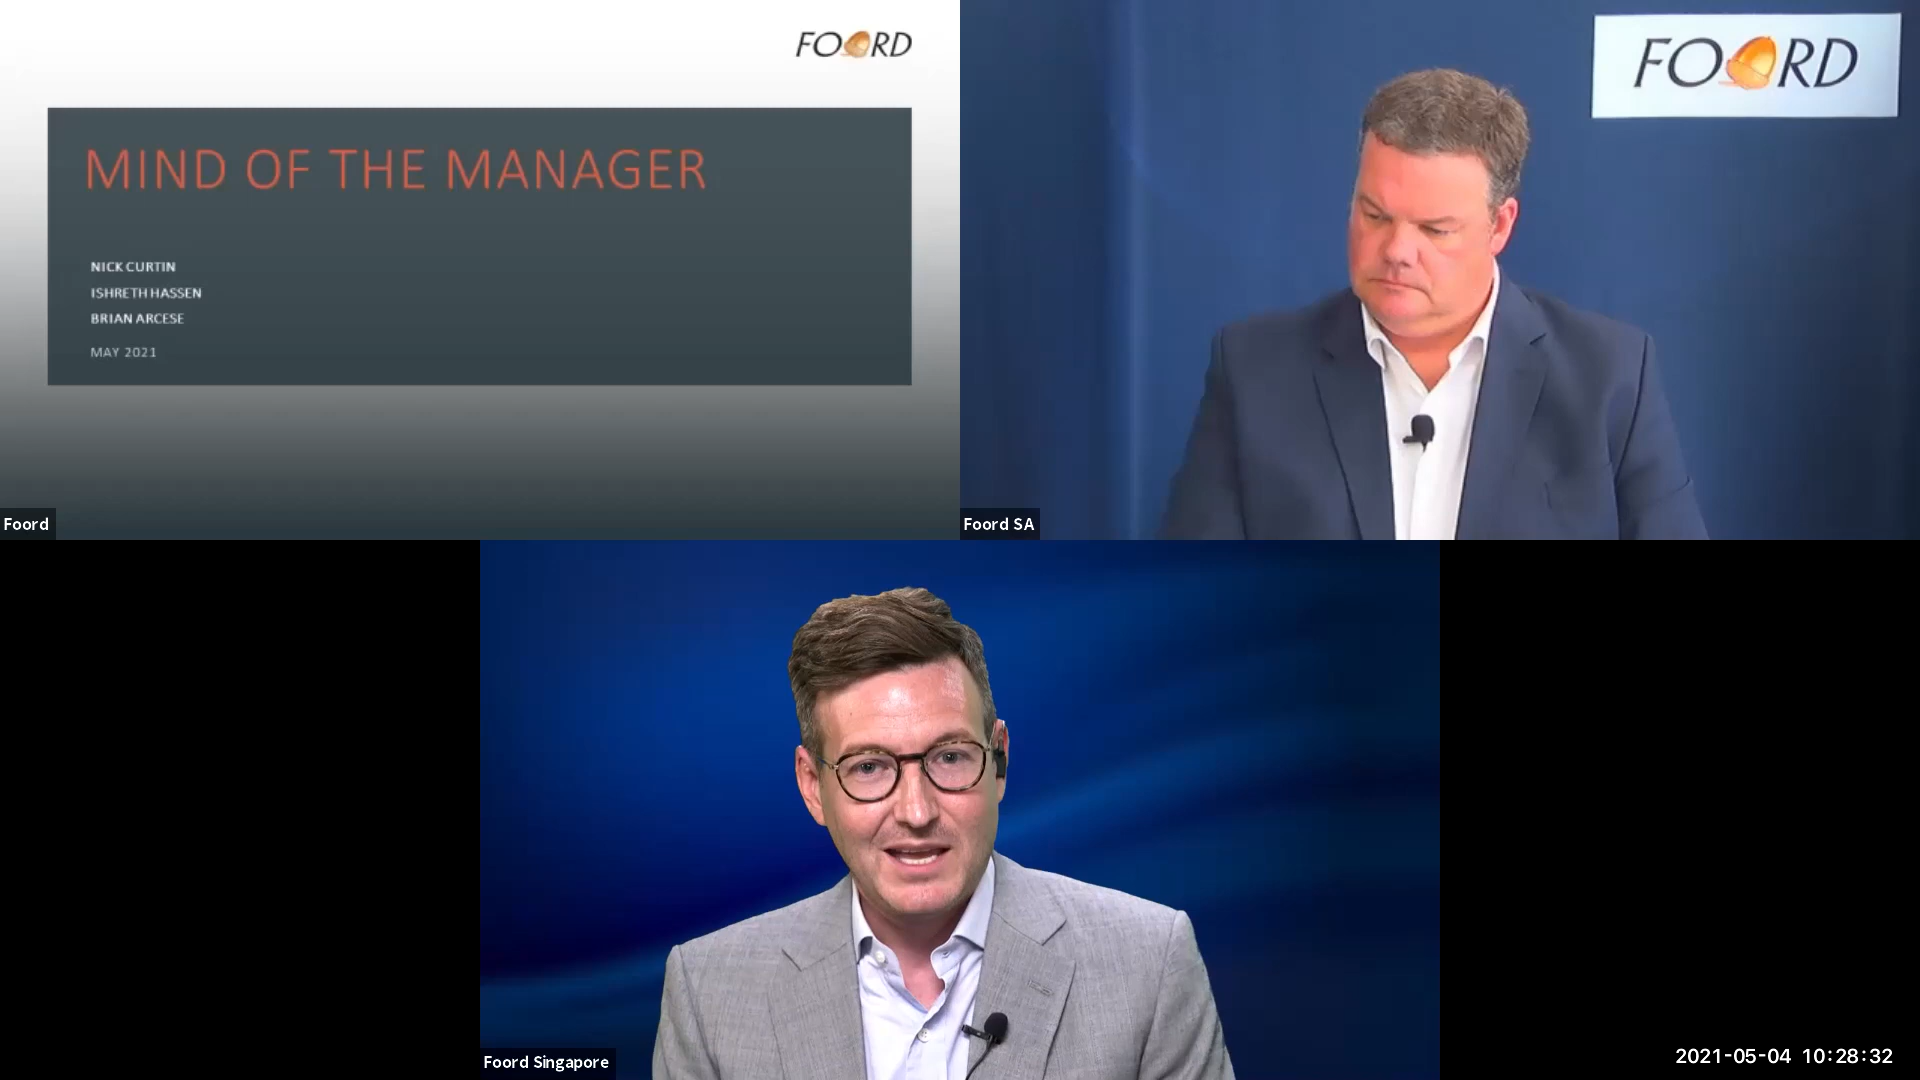 FOORD
MIND OF THE MANAGER
NICK CURTIN
ISHRETH HASSEN
BRIAN ARCESE
MAY 2021
Foord
FOORD
Foord SA
Foord Singapore
2021-05-04 10:28:32